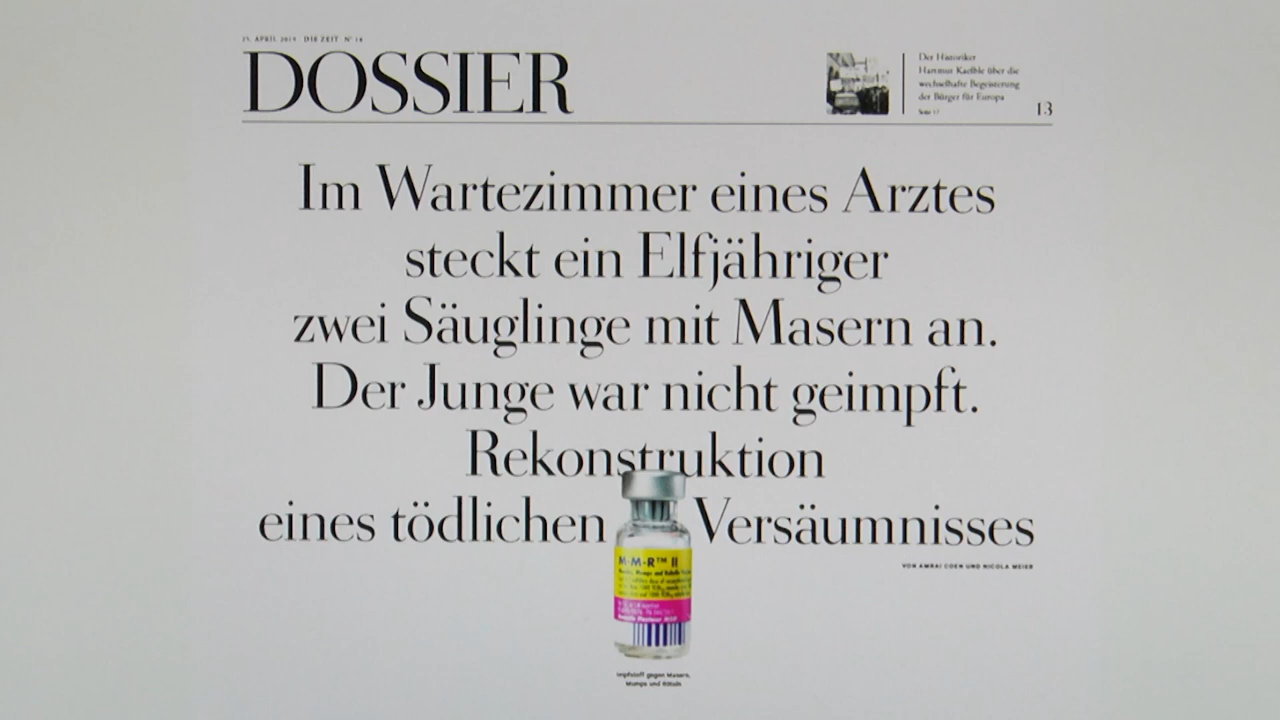 25. APRIL 2019 DIE ZEIT N° 18
DOSSIER
Der Historiker
Hartmut Kaelble über die
wechselhafte Begeisterung
der Bürger für Europa
Seite 17
13
Im Wartezimmer eines Arztes
steckt ein Elfjähriger
zwei Säuglinge mit Masern an.
Der Junge war nicht geimpft.
Rekonstruktion
eines tödlichen Versäumnisses
VON AMRAI COEN UND NICOLA MEIER
M-M-R™ II
Impfstoff gegen Masern,
Mumps und Röteln